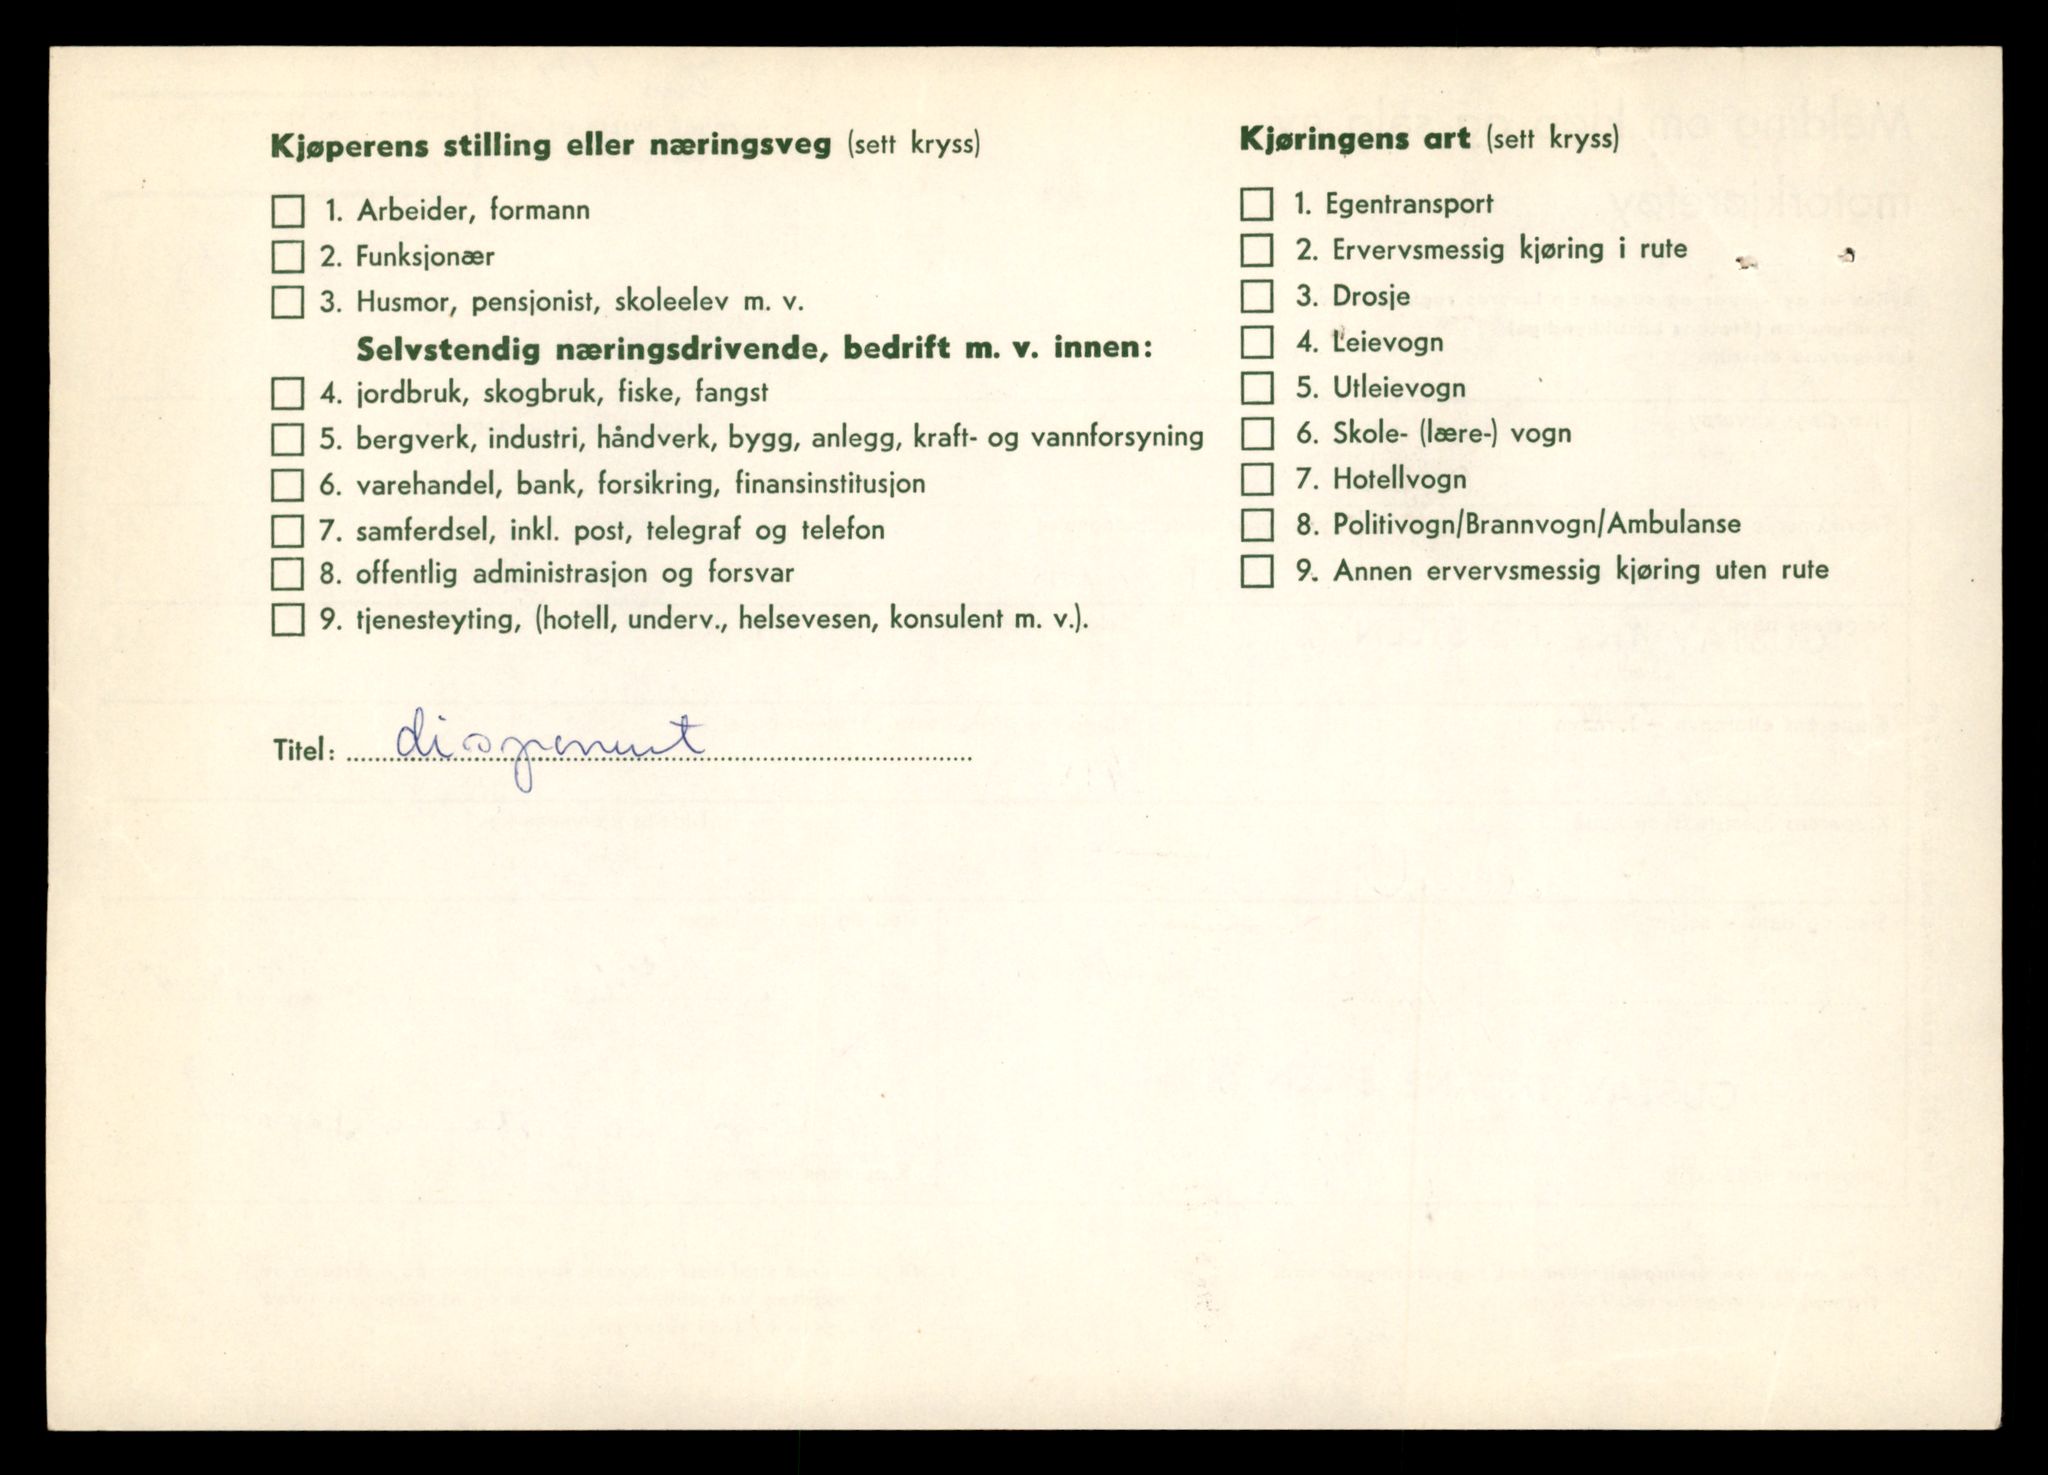 Kjøperens stilling eller næringsveg (sett kryss)
1. Arbeider, formann
2. Funksjonær
3. Husmor, pensjonist, skoleelev m. v.
Selvstendig næringsdrivende, bedrift m. v. innen:
4. jordbruk, skogbruk, fiske, fangst
5. bergverk, industri, håndverk, bygg, anlegg, kraft- og vannforsyning
6. varehandel, bank, forsikring, finansinstitusjon
7. samferdsel, inkl. post, telegraf og telefon
8. offentlig administrasjon og forsvar
9. tjenesteyting, (hotell, underv., helsevesen, konsulent m. v.).
Titel: disponent
Kjøringens art (sett kryss)
1. Egentransport
2. Ervervsmessig kjøring i rute
3. Drosje
4. Leievogn
5. Utleievogn
6. Skole- (lære-) vogn
7. Hotellvogn
8. Politivogn/Brannvogn/Ambulanse
9. Annen ervervsmessig kjøring uten rute